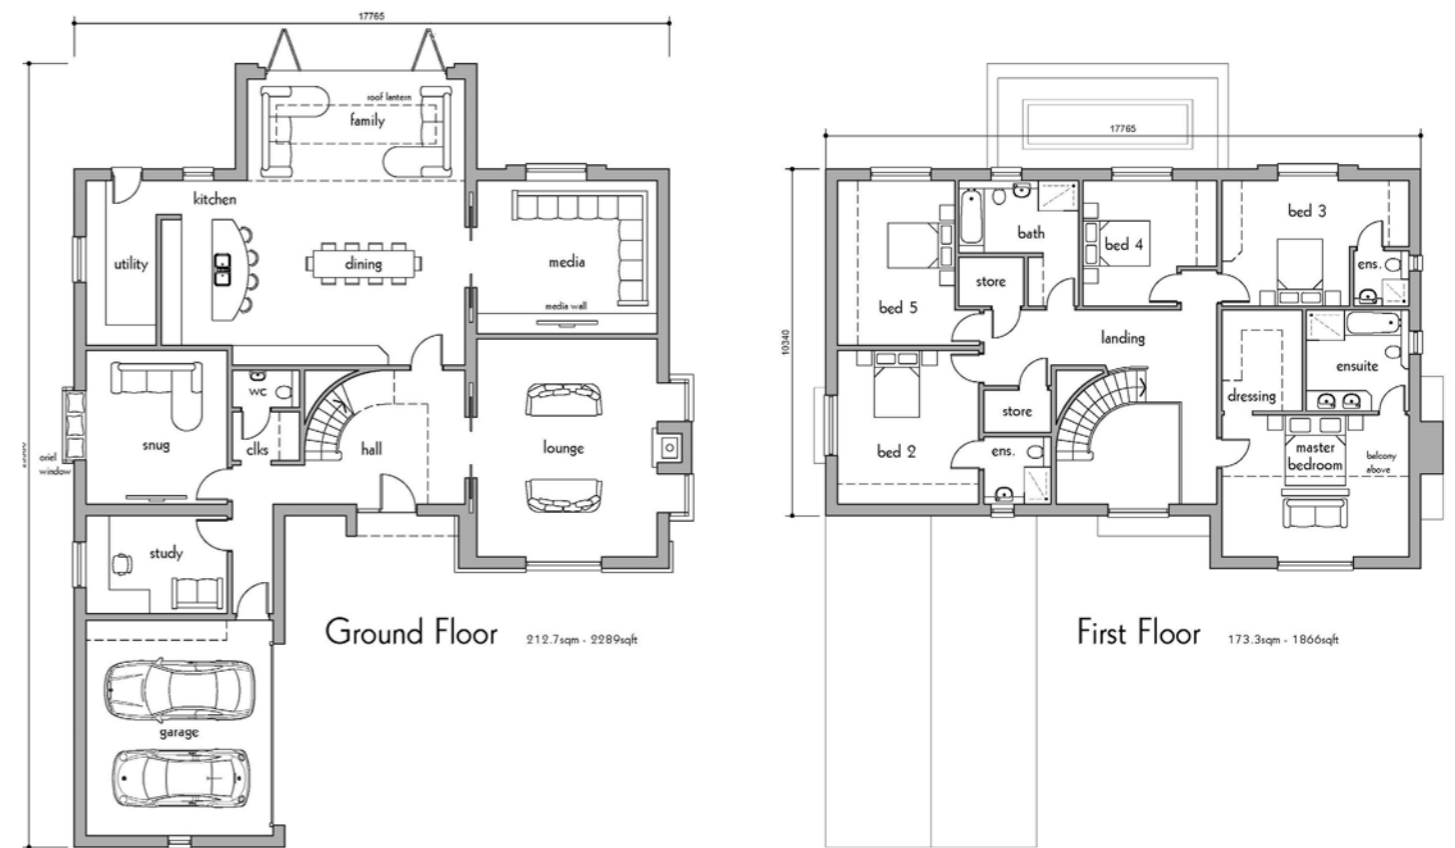 17765
roof lantern
family
kitchen
utility
dining
media
media wall
wc
snug
clks
hall
lounge
oriel
window
study
Ground Floor
212.7sqm - 2289sqft
garage
17765
10340
bed 3
bath
bed 4
ens.
store
bed 5
landing
ensuite
dressing
store
bed 2
ens.
master
bedroom
balcony
above
First Floor
173.3sqm - 1866sqft